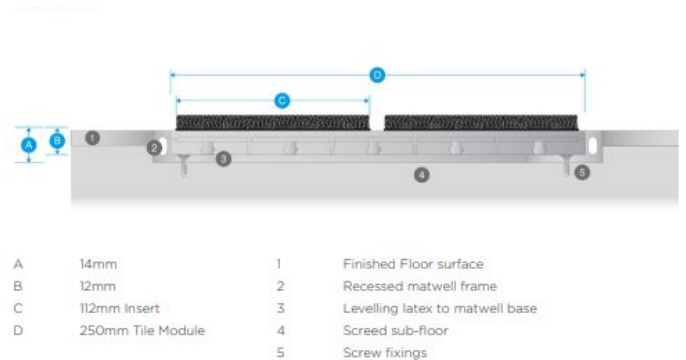 D
C
A
B
1
2
3
4
5
A 14mm 1 Finished Floor surface
B 12mm 2 Recessed matwell frame
C 112mm Insert 3 Levelling latex to matwell base
D 250mm Tile Module 4 Screed sub-floor
5 Screw fixings